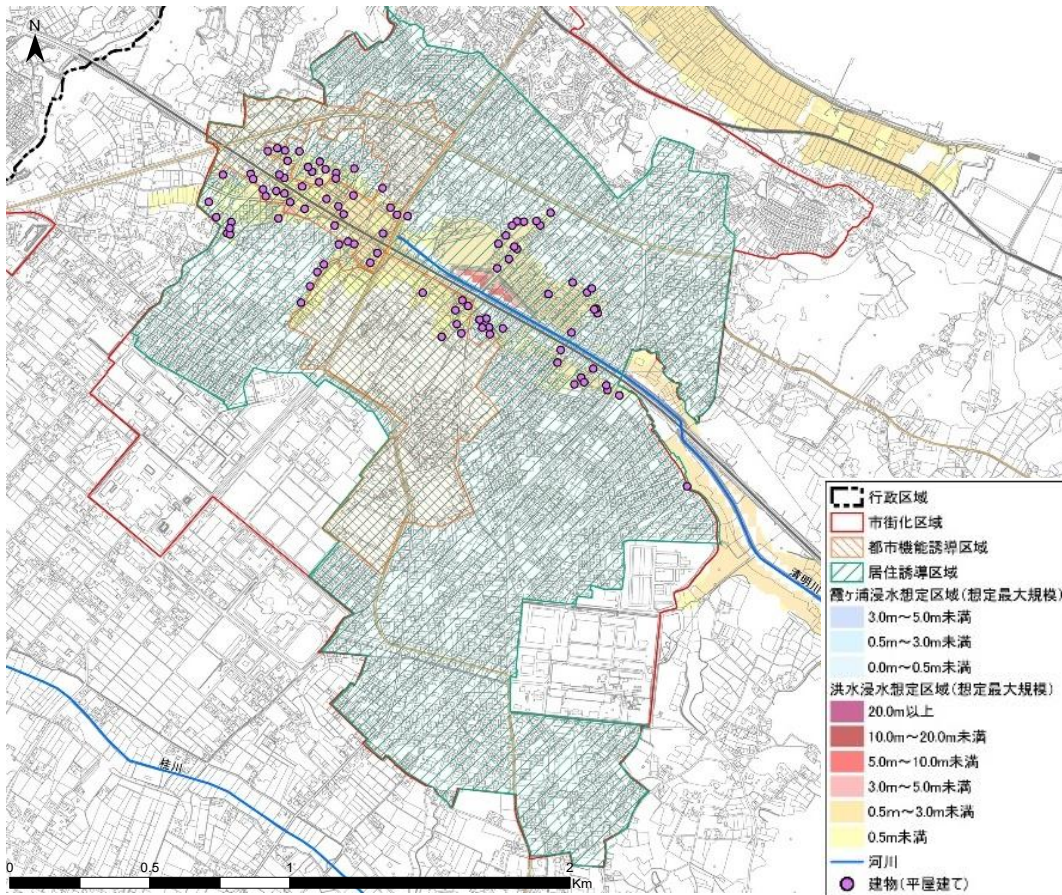 N
清明川
桂川
0
0.5
1
2
Km
行政区域
市街化区域
都市機能誘導区域
居住誘導区域
霞ヶ浦浸水想定区域(想定最大規模)
3.0m～5.0m未満
0.5m～3.0m未満
0.0m～0.5m未満
洪水浸水想定区域(想定最大規模)
20.0m以上
10.0m～20.0m未満
5.0m～10.0m未満
3.0m～5.0m未満
0.5m～3.0m未満
0.5m未満
河川
建物(平屋建て)